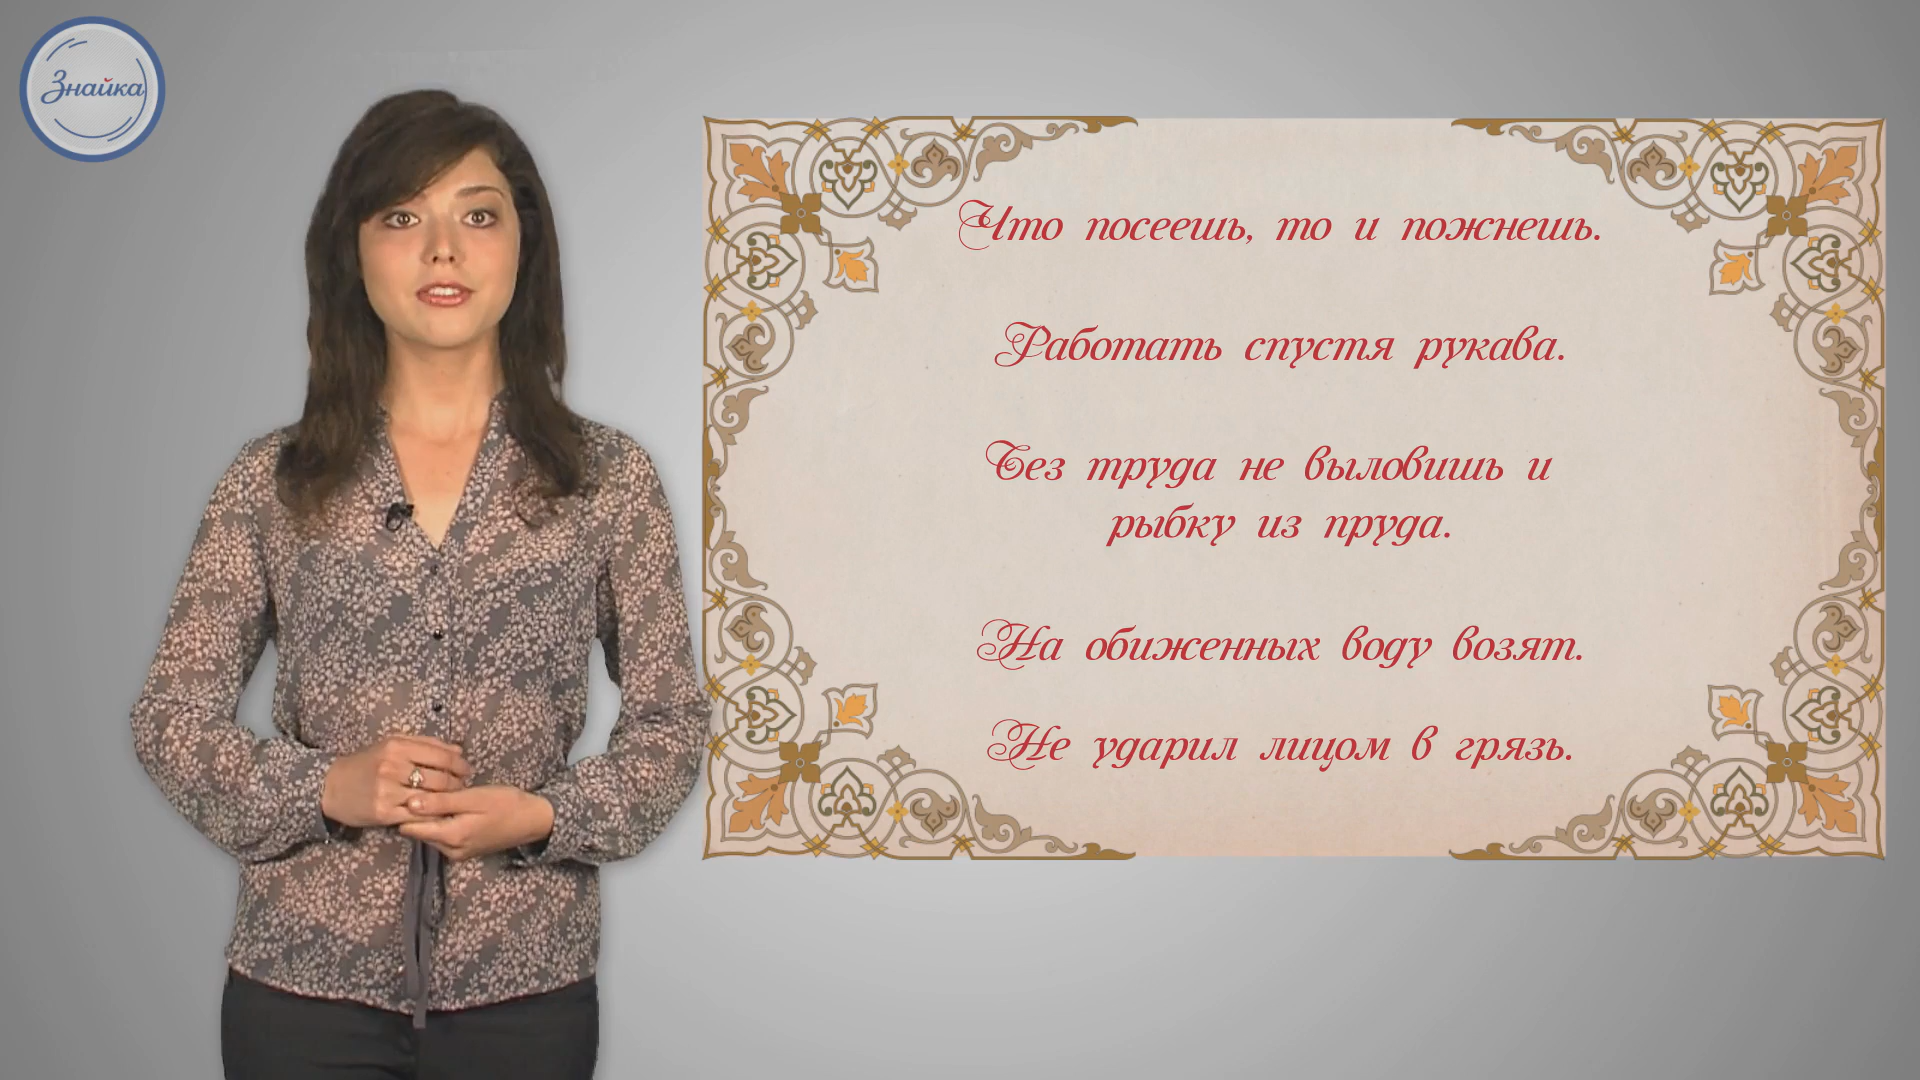 Знайка
Что посеешь, то и пожнешь.
Работать спустя рукава.
Без труда не выловишь и
рыбку из пруда.
На обиженных воду возят.
Не ударил лицом в грязь.